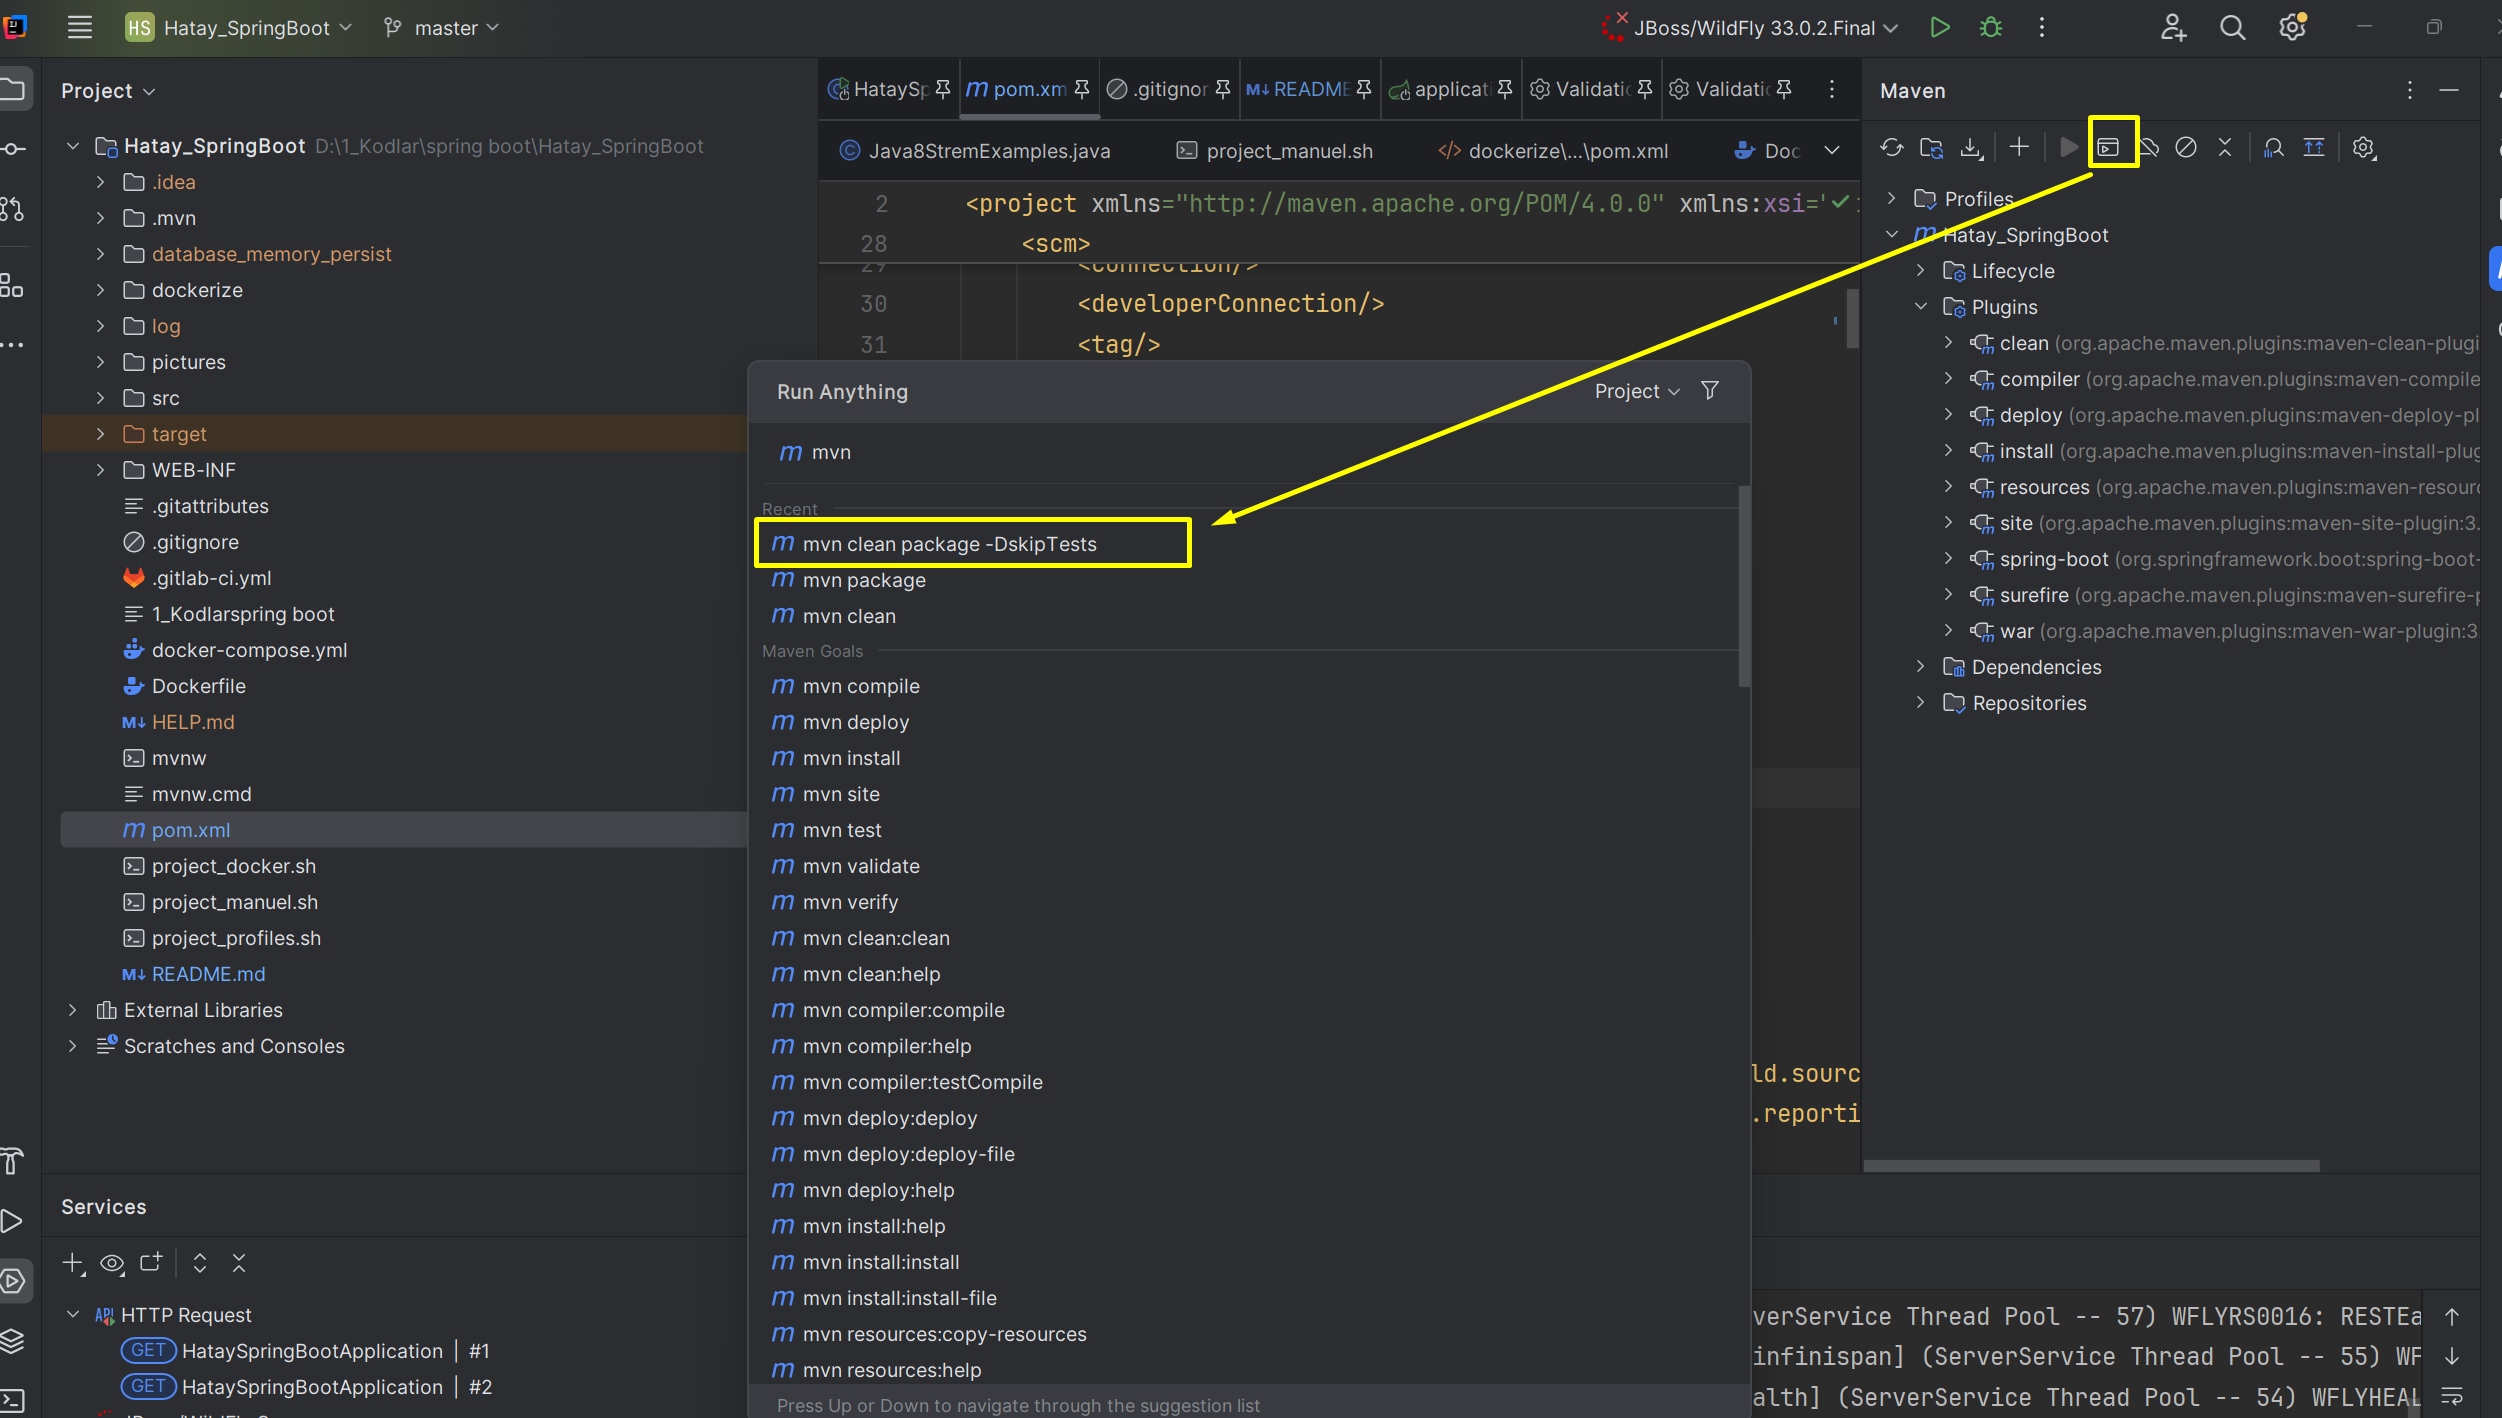 HS Hatay_SpringBoot master JBoss/WildFly 33.0.2.Final
Project
Hatay_SpringBoot D:\1_Kodlar\spring boot\Hatay_SpringBoot
.idea
.mvn
database_memory_persist
dockerize
log
pictures
src
target
WEB-INF
.gitattributes
.gitignore
.gitlab-ci.yml
1_Kodlarspring boot
docker-compose.yml
Dockerfile
M↓ HELP.md
mvnw
mvnw.cmd
m pom.xml
project_docker.sh
project_manuel.sh
project_profiles.sh
M↓ README.md
External Libraries
Scratches and Consoles
Services
API HTTP Request
GET HataySpringBootApplication | #1
GET HataySpringBootApplication | #2
HataySp m pom.xm .gitignor M↓ README applicati Validatio Validatio
Java8StremExamples.java project_manuel.sh dockerize\...\pom.xml Doc
2 <project xmlns="http://maven.apache.org/POM/4.0.0" xmlns:xsi="
28 <scm>
29 <connection/>
30 <developerConnection/>
31 <tag/>
Run Anything Project
m mvn
Recent
m mvn clean package -DskipTests
m mvn package
m mvn clean
Maven Goals
m mvn compile
m mvn deploy
m mvn install
m mvn site
m mvn test
m mvn validate
m mvn verify
m mvn clean:clean
m mvn clean:help
m mvn compiler:compile
m mvn compiler:help
m mvn compiler:testCompile
m mvn deploy:deploy
m mvn deploy:deploy-file
m mvn deploy:help
m mvn install:help
m mvn install:install
m mvn install:install-file
m mvn resources:copy-resources
m mvn resources:help
Press Up or Down to navigate through the suggestion list
ld.sourc
.reporti
verService Thread Pool -- 57) WFLYRS0016: RESTEa
infinispan] (ServerService Thread Pool -- 55) WF
alth] (ServerService Thread Pool -- 54) WFLYHEAL
Maven
Profiles
m Hatay_SpringBoot
Lifecycle
Plugins
clean (org.apache.maven.plugins:maven-clean-plugi
compiler (org.apache.maven.plugins:maven-compile
deploy (org.apache.maven.plugins:maven-deploy-pl
install (org.apache.maven.plugins:maven-install-plug
resources (org.apache.maven.plugins:maven-resourc
site (org.apache.maven.plugins:maven-site-plugin:3.
spring-boot (org.springframework.boot:spring-boot-
surefire (org.apache.maven.plugins:maven-surefire-p
war (org.apache.maven.plugins:maven-war-plugin:3.
Dependencies
Repositories